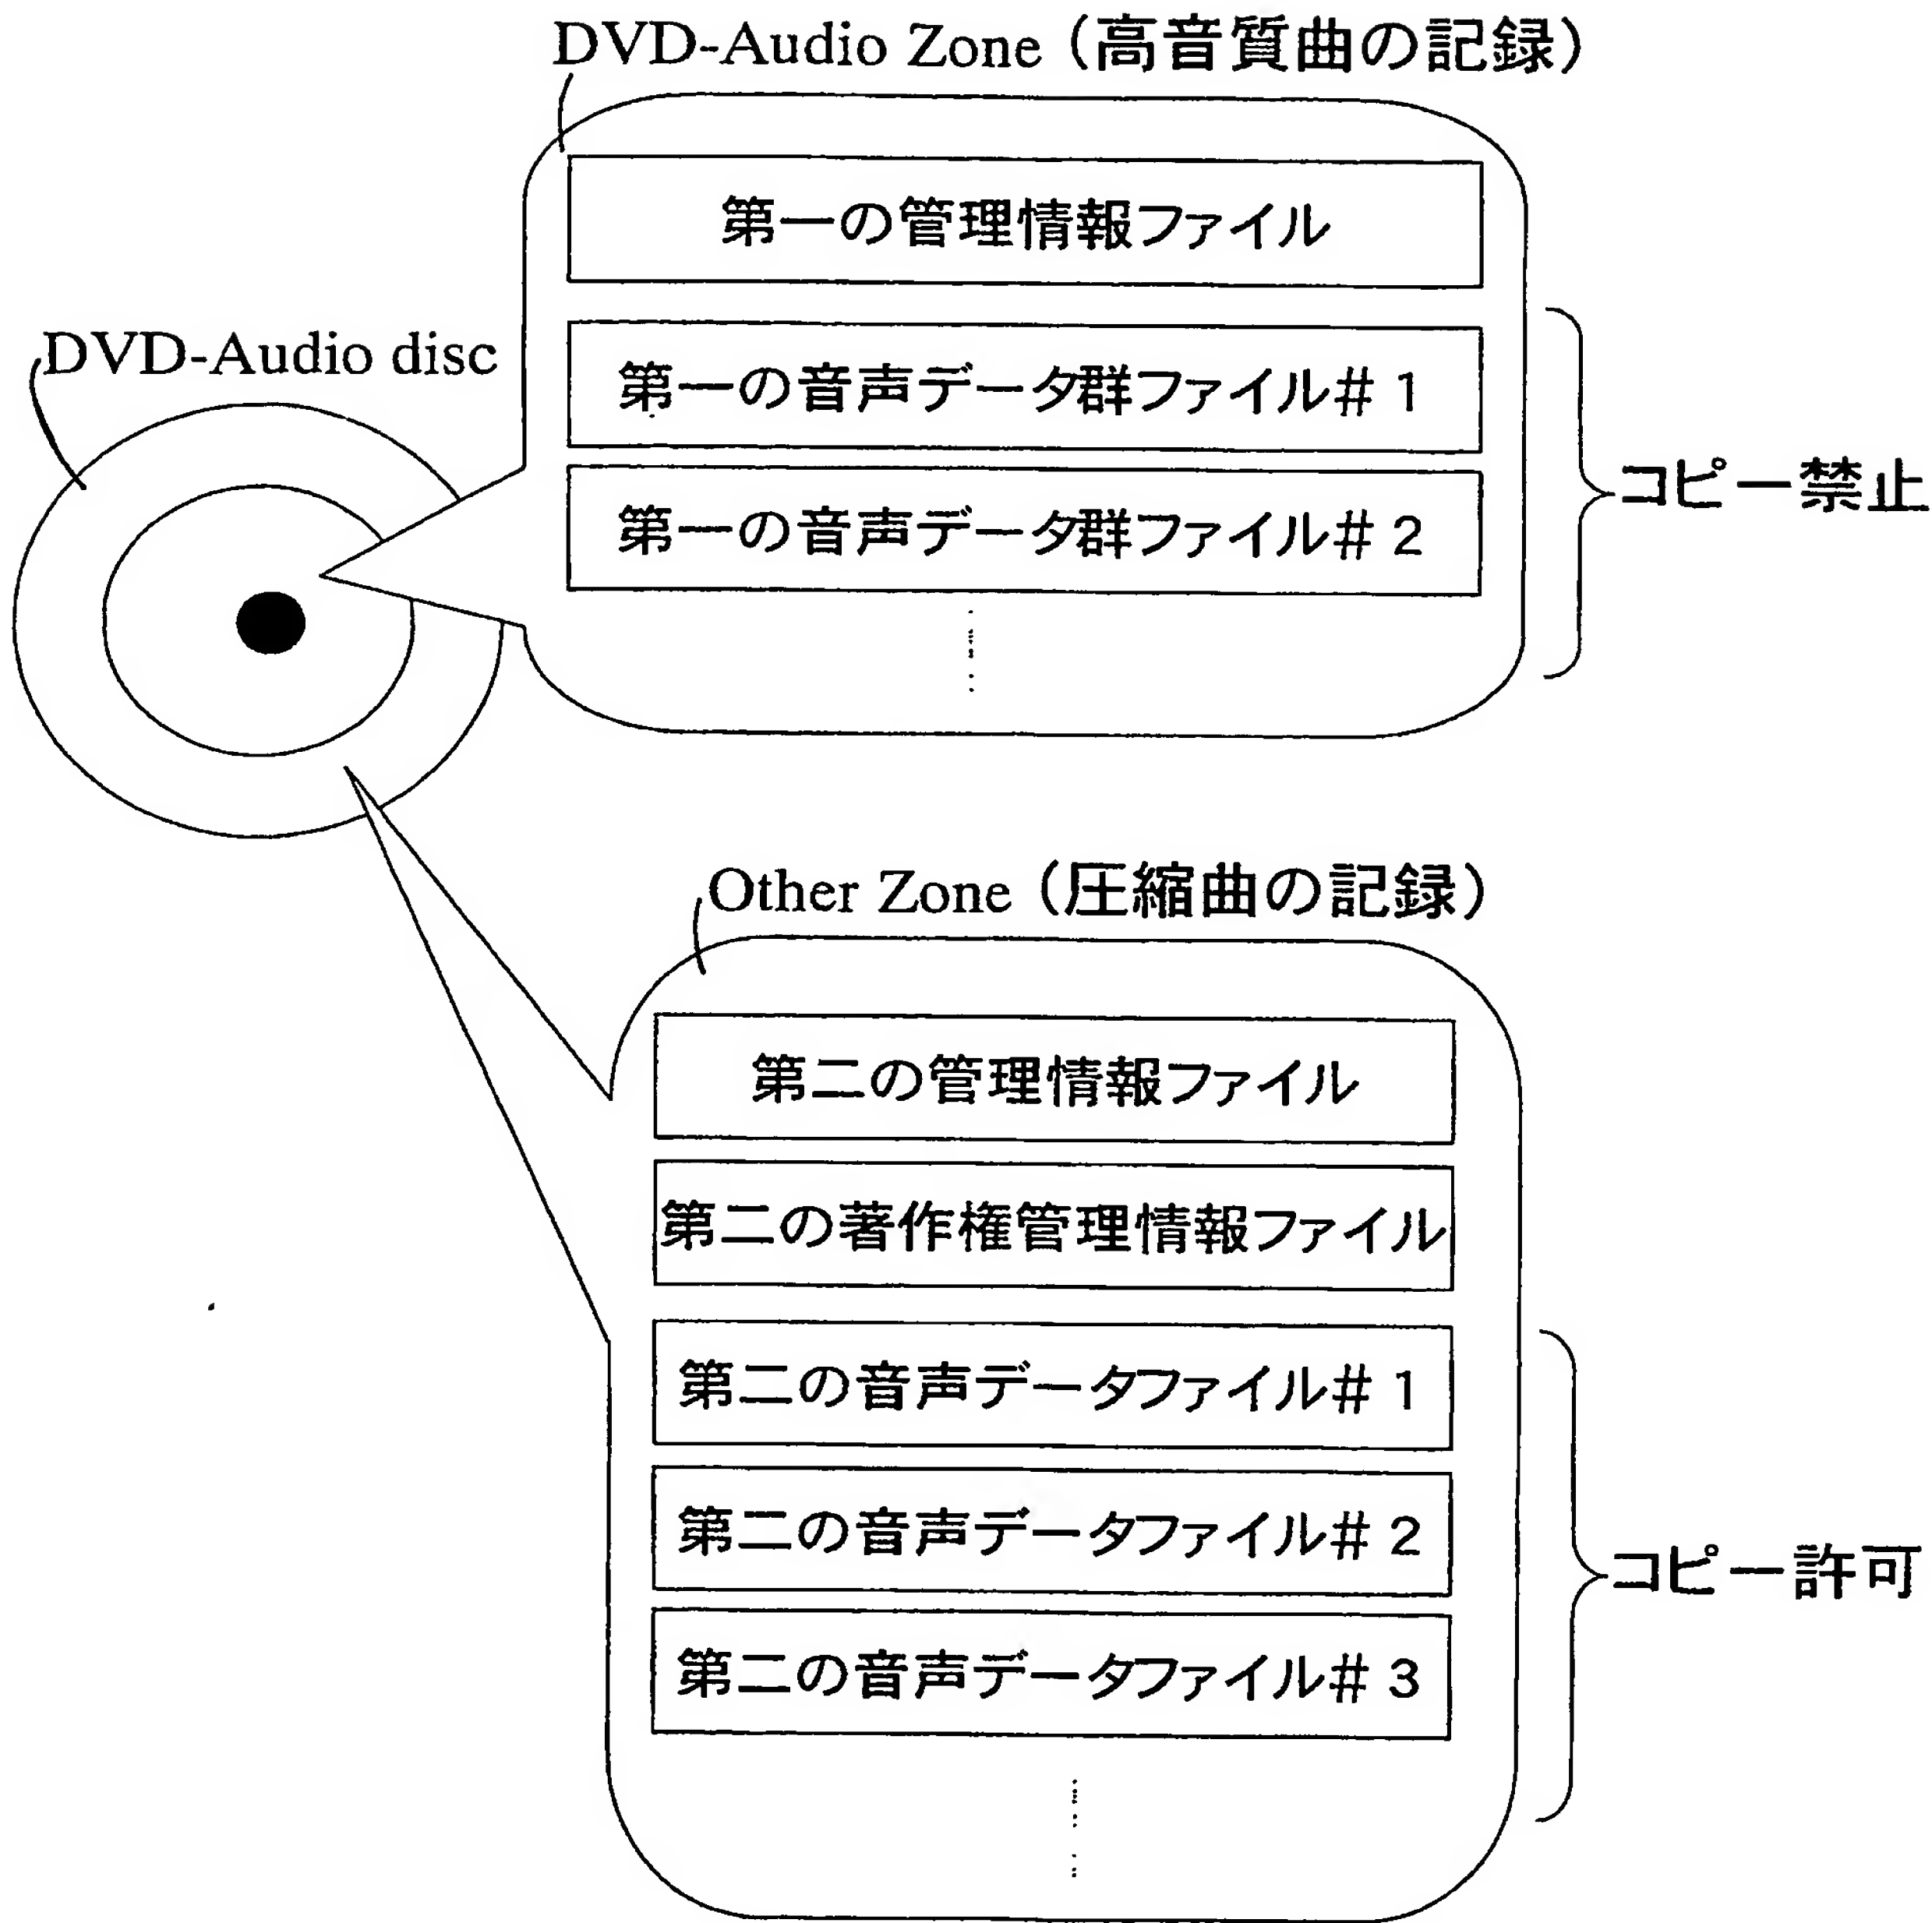 DVD-Audio Zone（高音質曲の記録）
第一の管理情報ファイル
DVD-Audio disc
第一の音声データ群ファイル＃１
第一の音声データ群ファイル＃２
コピー禁止
Other Zone（圧縮曲の記録）
第二の管理情報ファイル
第二の著作権管理情報ファイル
第二の音声データファイル＃１
第二の音声データファイル＃２
コピー許可
第二の音声データファイル＃３